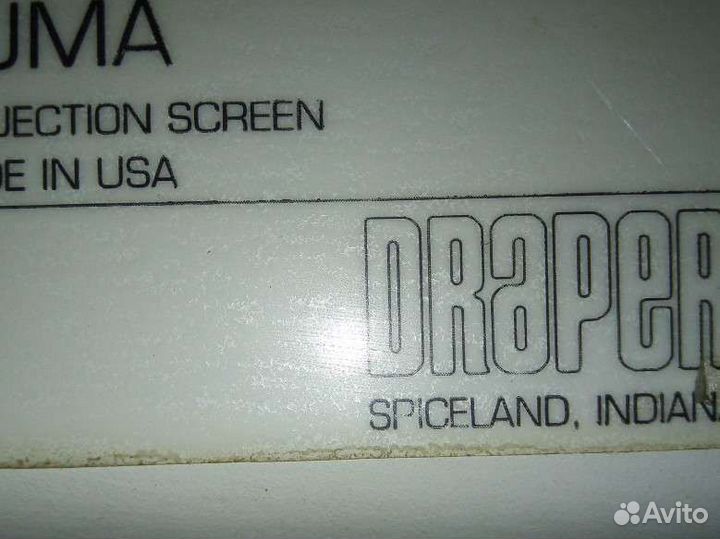 UMA
JECTION SCREEN
DE IN USA
DRAPER
SPICELAND, INDIAN
Avito